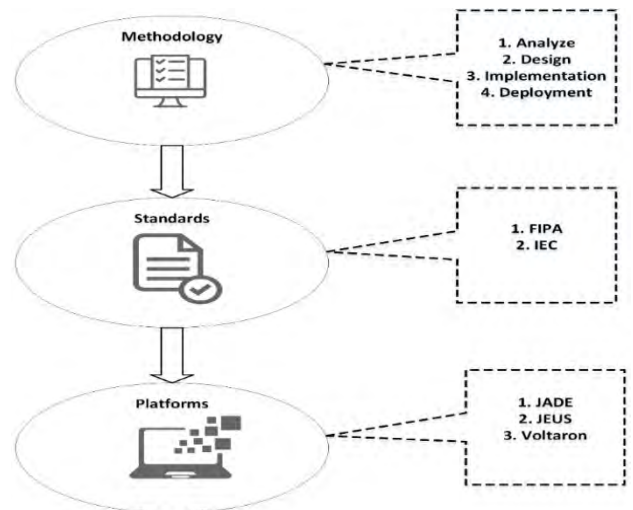 Methodology
1. Analyze
2. Design
3. Implementation
4. Deployment
Standards
1. FIPA
2. IEC
Platforms
1. JADE
2. JEUS
3. Voltaron